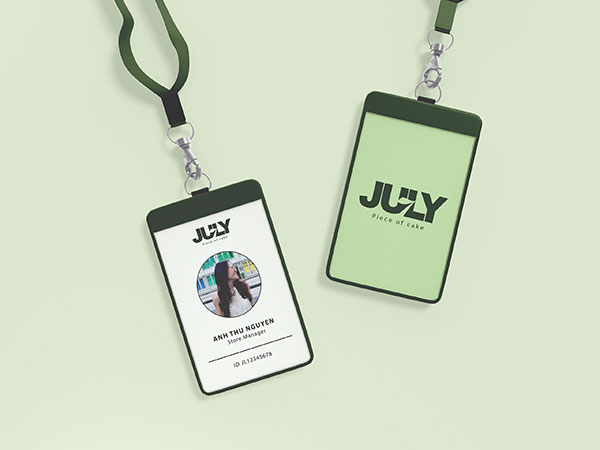 JULY
Piece of cake
ANH THU NGUYEN
Store Manager
ID JL12345678
JULY
Piece of cake